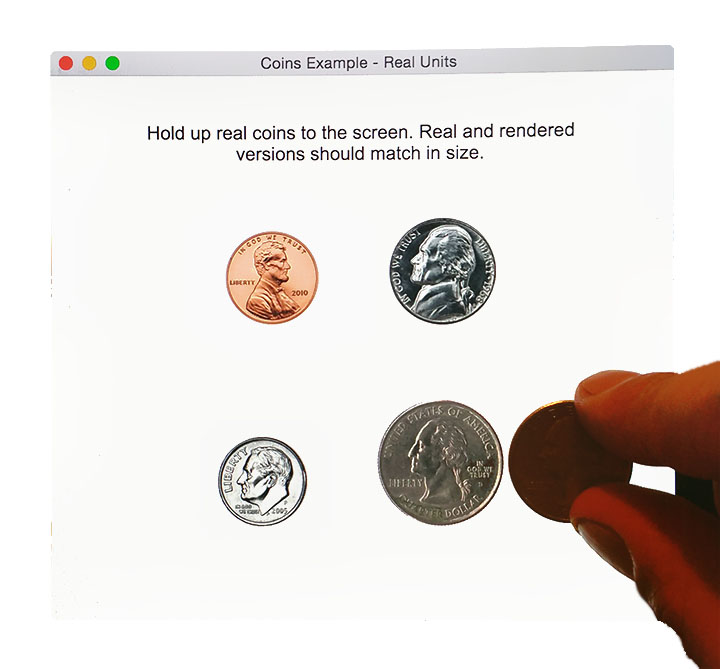 Coins Example - Real Units
Hold up real coins to the screen. Real and rendered
versions should match in size.
IN GOD WE TRUST
LIBERTY
2010
IN GOD WE TRUST
LIBERTY
1968
LIBERTY
IN GOD
WE TRUST
2005
P
UNITED STATES OF AMERICA
LIBERTY
IN
GOD WE
TRUST
QUARTER DOLLAR